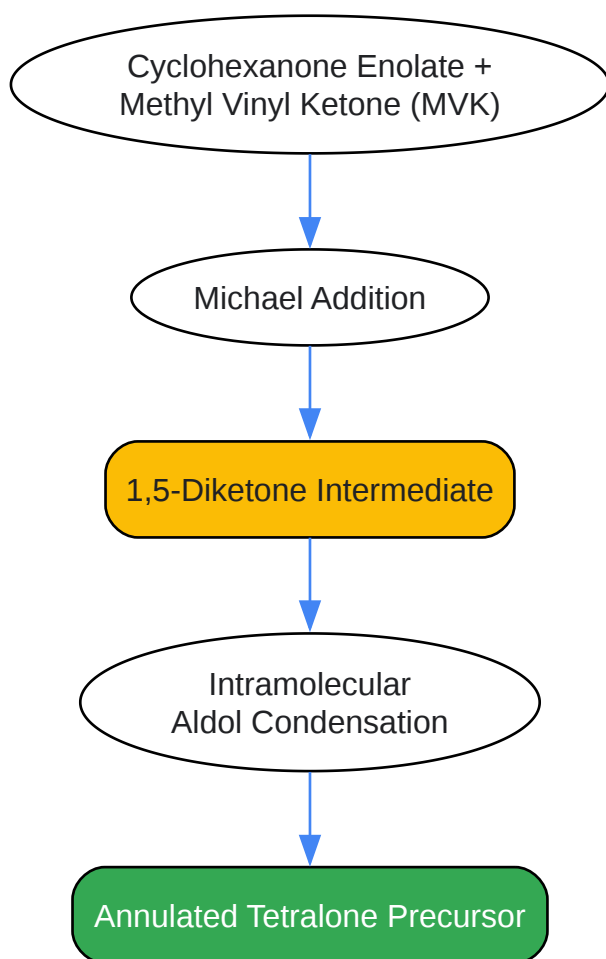 Cyclohexanone Enolate +
Methyl Vinyl Ketone (MVK)
Michael Addition
1,5-Diketone Intermediate
Intramolecular
Aldol Condensation
Annulated Tetralone Precursor